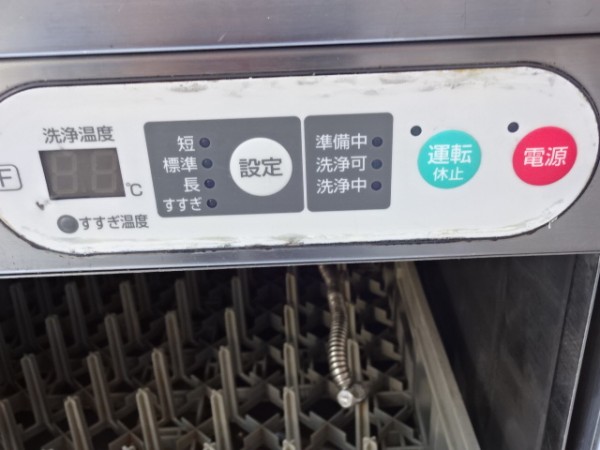 洗浄温度
℃
すすぎ温度
短
標準
長
すすぎ
設定
準備中
洗浄可
洗浄中
運転
休止
電源
F